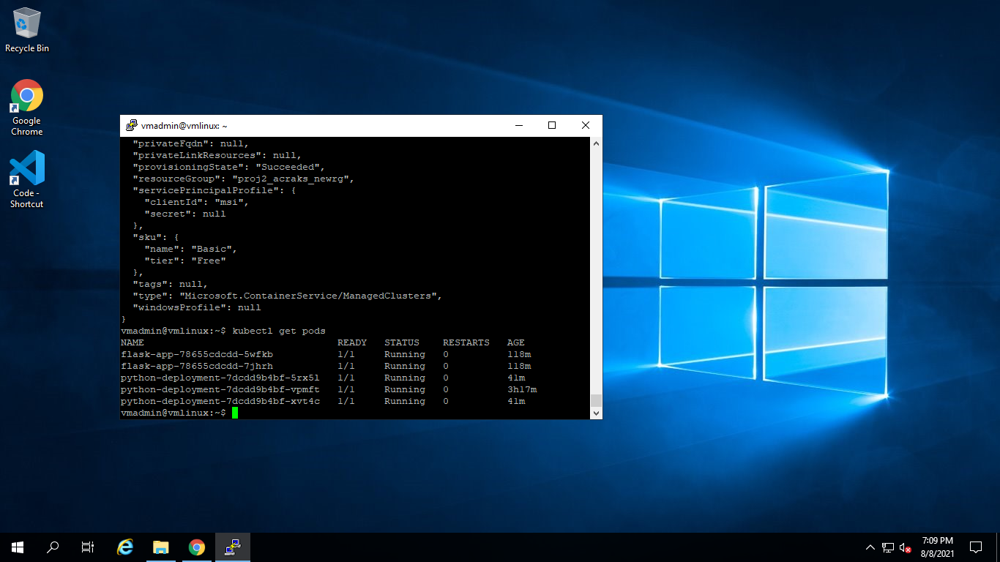 Recycle Bin
Google
Chrome
Code -
Shortcut
vmadmin@vmlinux: ~
"privateFqdn": null,
"privateLinkResources": null,
"provisioningState": "Succeeded",
"resourceGroup": "proj2_acraks_newrg",
"servicePrincipalProfile": {
"clientId": "msi",
"secret": null
},
"sku": {
"name": "Basic",
"tier": "Free"
},
"tags": null,
"type": "Microsoft.ContainerService/ManagedClusters",
"windowsProfile": null
}
vmadmin@vmlinux:~$ kubectl get pods
NAME READY STATUS RESTARTS AGE
flask-app-78655cdcdd-5wfkb 1/1 Running 0 118m
flask-app-78655cdcdd-7jhrh 1/1 Running 0 118m
python-deployment-7dcdd9b4bf-5rx5l 1/1 Running 0 41m
python-deployment-7dcdd9b4bf-vpmft 1/1 Running 0 3h17m
python-deployment-7dcdd9b4bf-xvt4c 1/1 Running 0 41m
vmadmin@vmlinux:~$
7:09 PM
8/8/2021